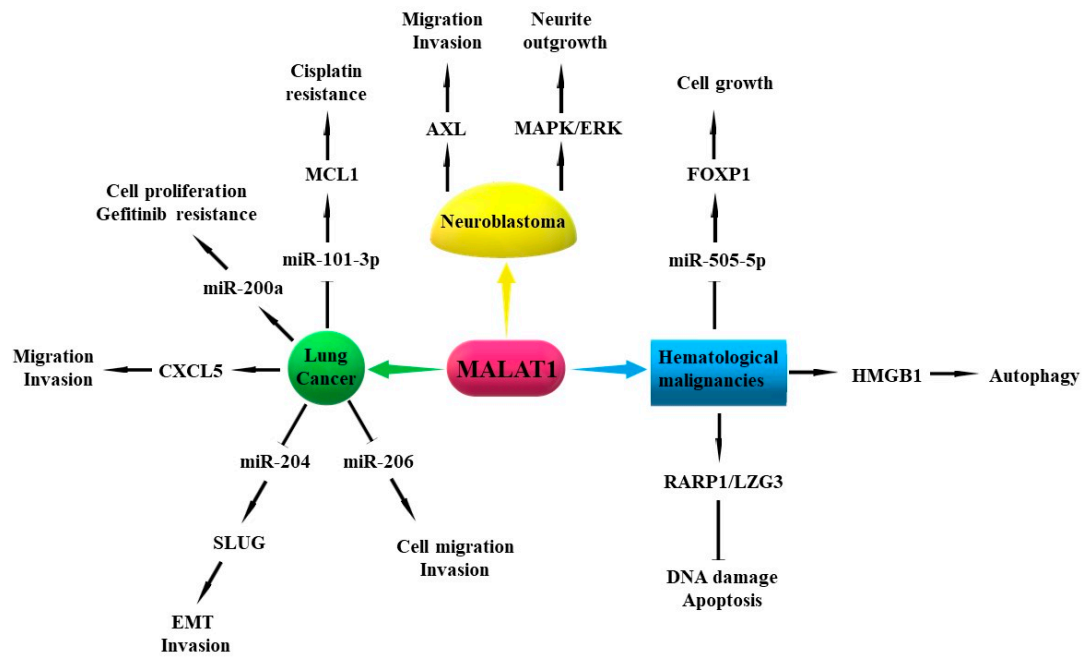 Migration
Invasion
Neurite
outgrowth
Cisplatin
resistance
Cell growth
AXL
MAPK/ERK
MCL1
FOXP1
Cell proliferation
Gefitinib resistance
Neuroblastoma
miR-101-3p
miR-505-5p
miR-200a
Migration
Invasion
CXCL5
Lung
Cancer
MALAT1
Hematological
malignancies
HMGB1
Autophagy
miR-204
miR-206
RARP1/LZG3
SLUG
Cell migration
Invasion
DNA damage
Apoptosis
EMT
Invasion